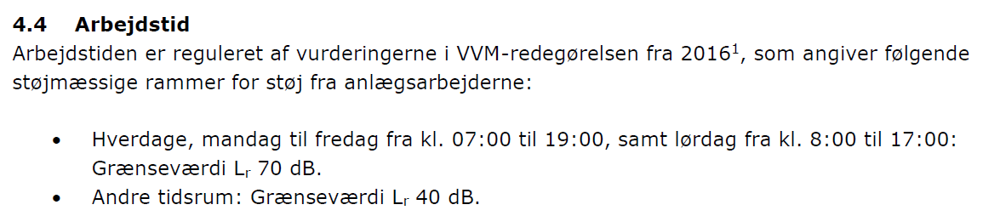 4.4 Arbejdstid
Arbejdstiden er reguleret af vurderingerne i VVM-redegørelsen fra 2016¹, som angiver følgende
støjmæssige rammer for støj fra anlægsarbejderne:
• Hverdage, mandag til fredag fra kl. 07:00 til 19:00, samt lørdag fra kl. 8:00 til 17:00:
Grænseværdi Lᵣ 70 dB.
• Andre tidsrum: Grænseværdi Lᵣ 40 dB.